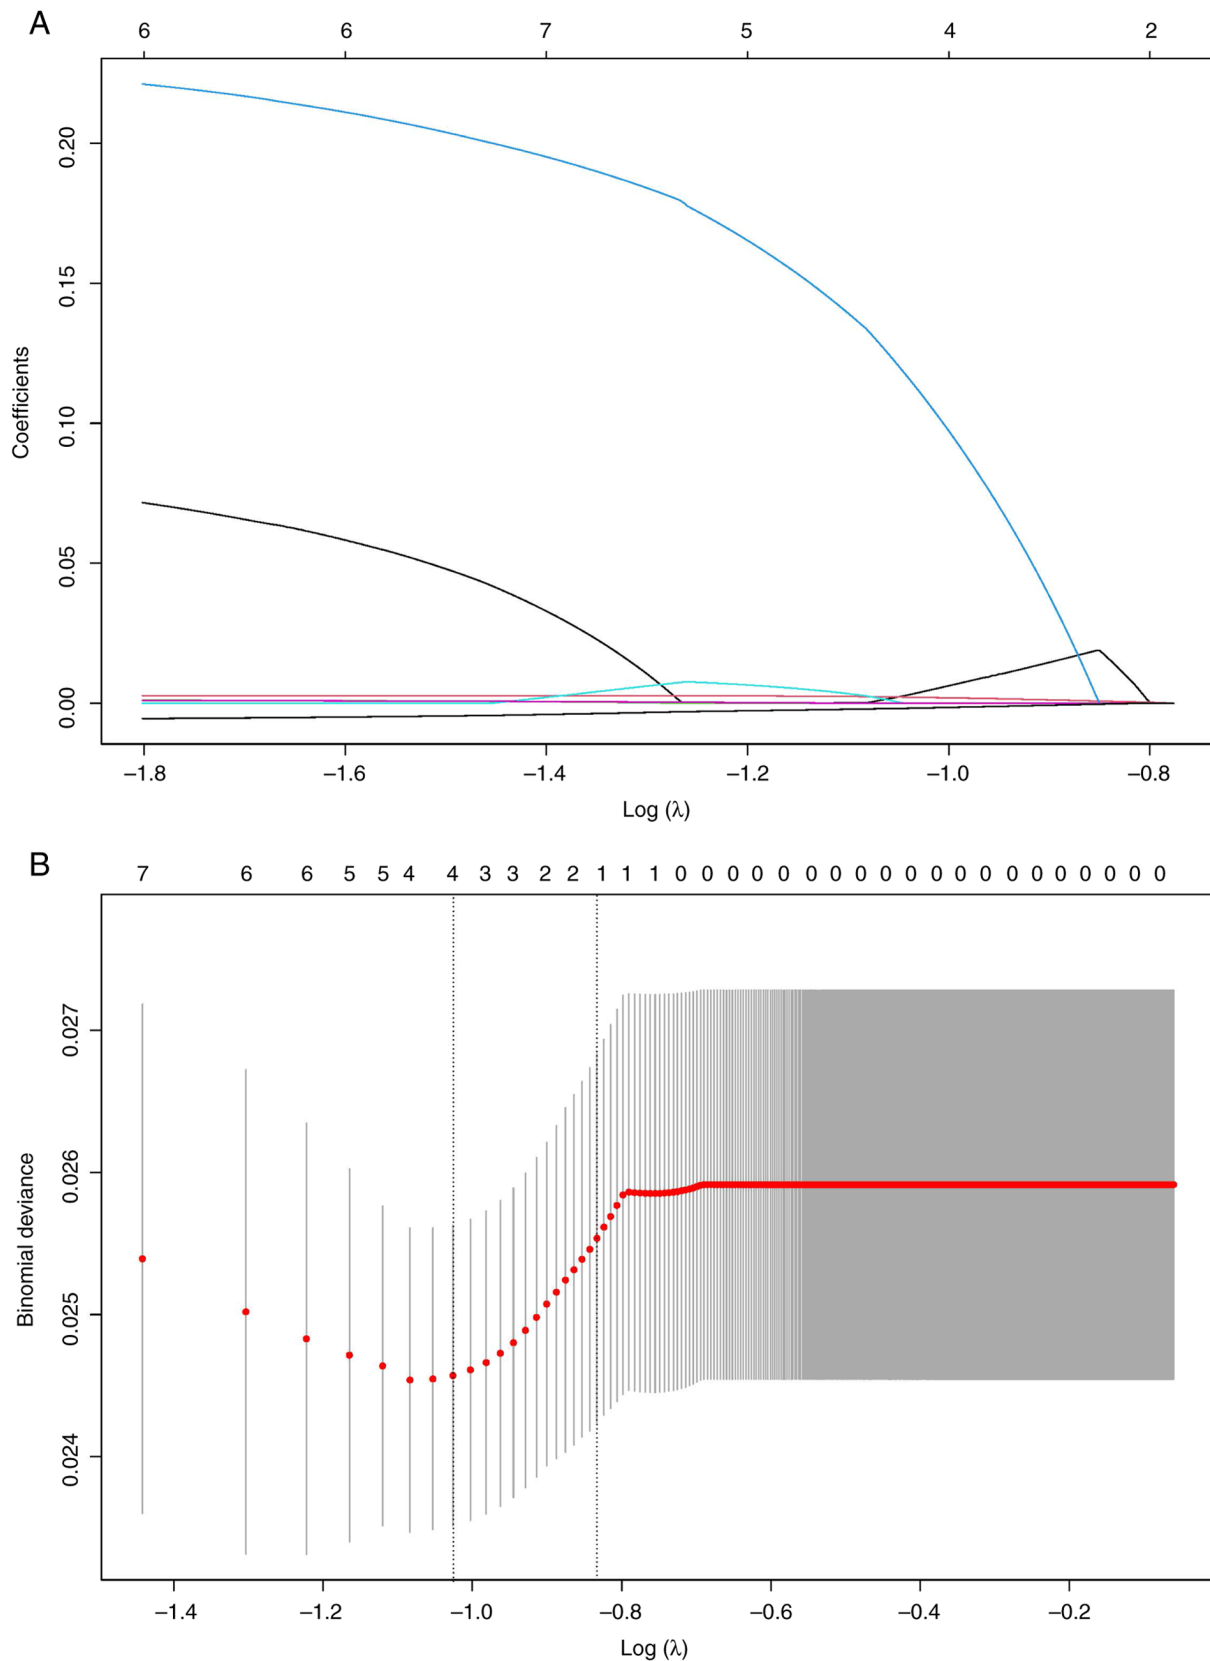 A
6 6 7 5 4 2
0.20
0.15
0.10
0.05
0.00
Coefficients
−1.8 −1.6 −1.4 −1.2 −1.0 −0.8
Log (λ)
B
7 6 6 5 5 4 4 3 3 2 2 1 1 1 0 0 0 0 0 0 0 0 0 0 0 0 0 0 0 0 0 0 0
0.027
0.026
0.025
0.024
Binomial deviance
−1.4 −1.2 −1.0 −0.8 −0.6 −0.4 −0.2
Log (λ)